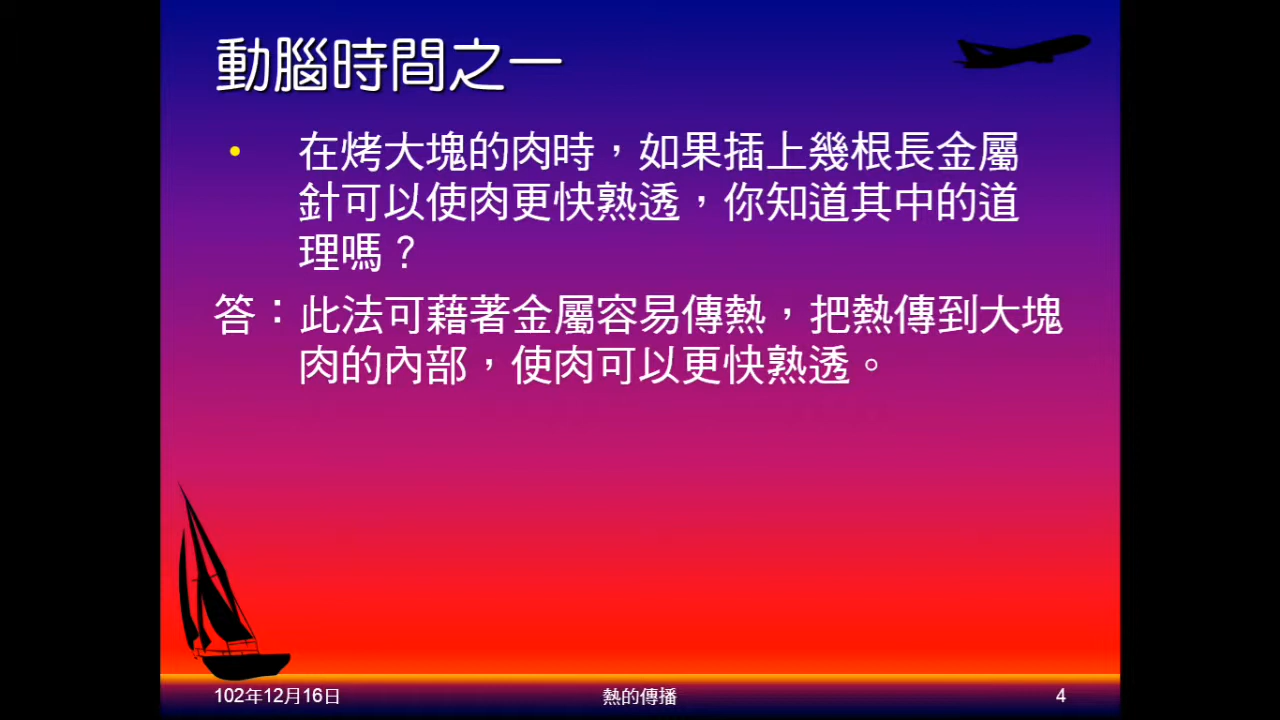 動腦時間之一
• 在烤大塊的肉時，如果插上幾根長金屬
針可以使肉更快熟透，你知道其中的道
理嗎？
答：此法可藉著金屬容易傳熱，把熱傳到大塊
肉的內部，使肉可以更快熟透。
102年12月16日
熱的傳播
4